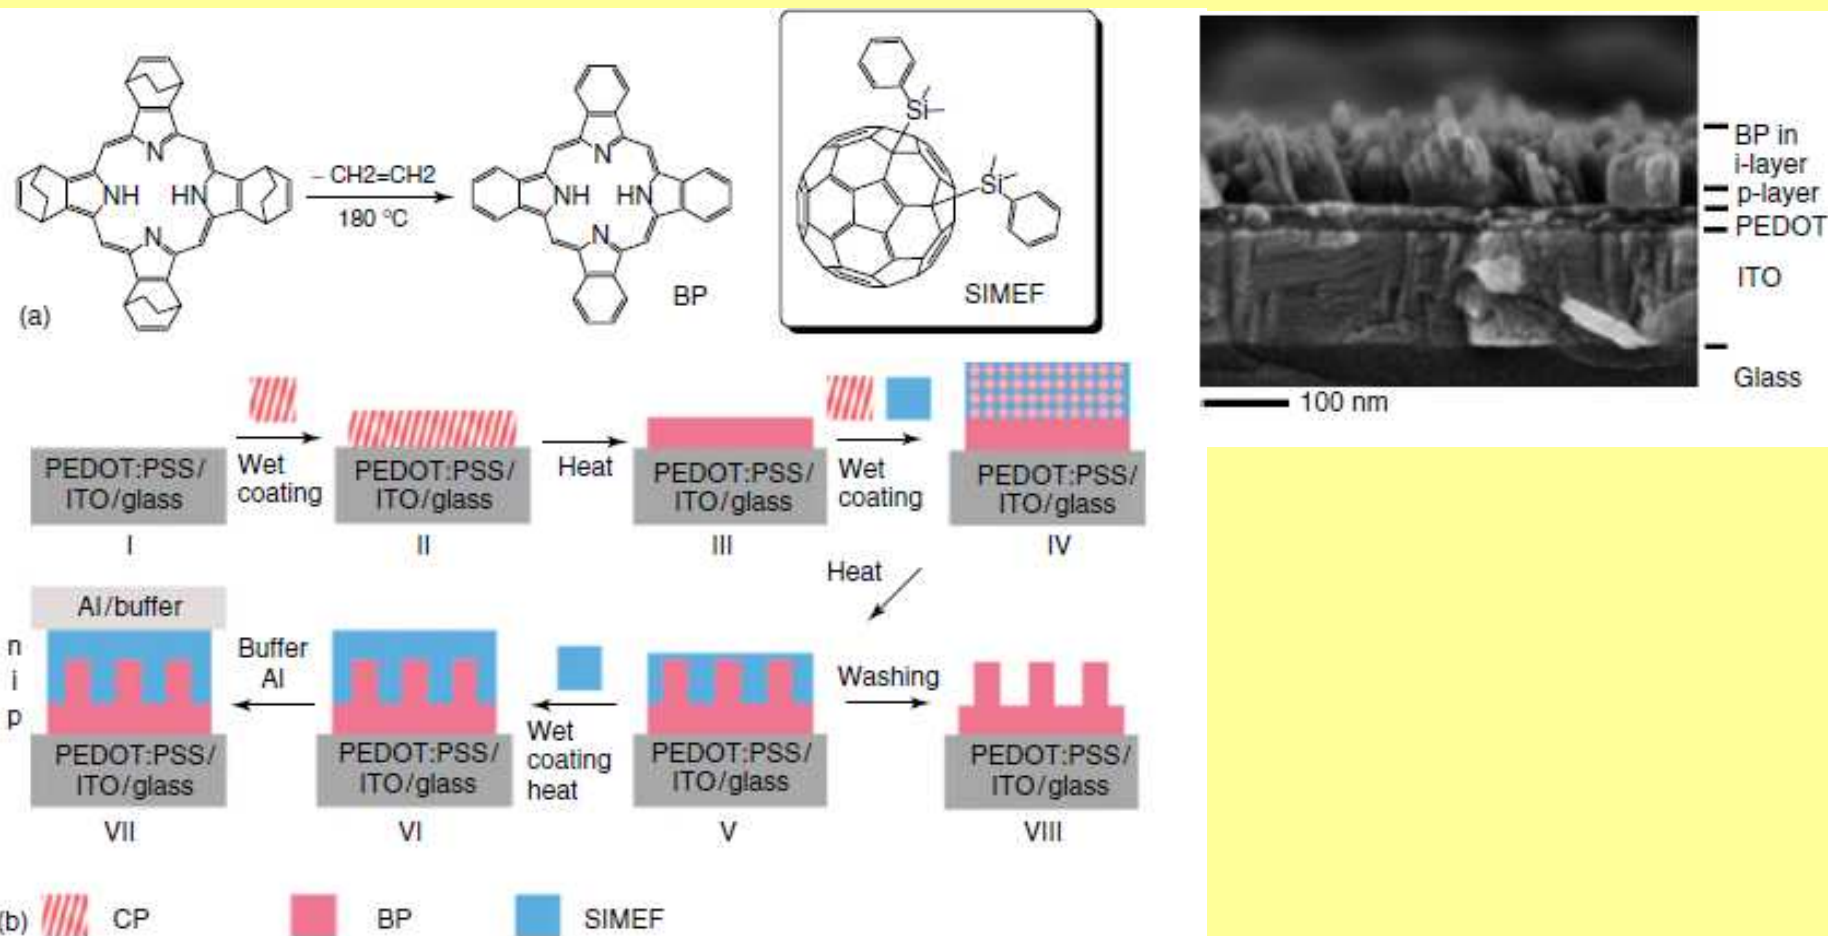 N
NH
HN
N
– CH2=CH2
180 °C
N
NH
HN
N
BP
Si
Si
SIMEF
(a)
BP in
i-layer
p-layer
PEDOT
ITO
Glass
100 nm
PEDOT:PSS/
ITO/glass
I
Wet
coating
PEDOT:PSS/
ITO/glass
II
Heat
PEDOT:PSS/
ITO/glass
III
Wet
coating
PEDOT:PSS/
ITO/glass
IV
Heat
Al/buffer
n
i
p
PEDOT:PSS/
ITO/glass
VII
Buffer
Al
PEDOT:PSS/
ITO/glass
VI
Wet
coating
heat
PEDOT:PSS/
ITO/glass
V
Washing
PEDOT:PSS/
ITO/glass
VIII
(b)
CP
BP
SIMEF